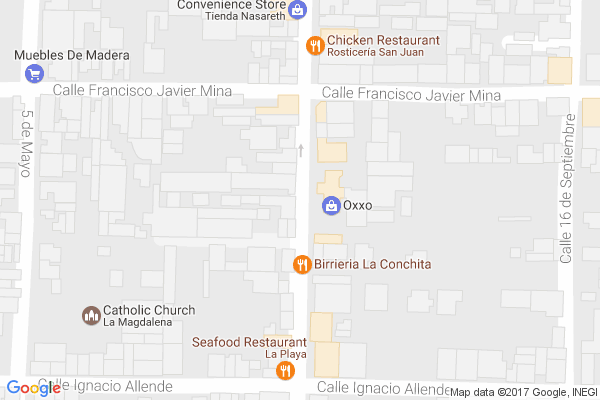 Convenience Store
Tienda Nasareth
Chicken Restaurant
Rosticería San Juan
Muebles De Madera
Calle Francisco Javier Mina
Calle Francisco Javier Mina
5 de Mayo
Calle 16 de Septiembre
Oxxo
Birrieria La Conchita
Catholic Church
La Magdalena
Seafood Restaurant
La Playa
Calle Ignacio Allende
Calle Ignacio Allende
Google
Map data ©2017 Google, INEGI